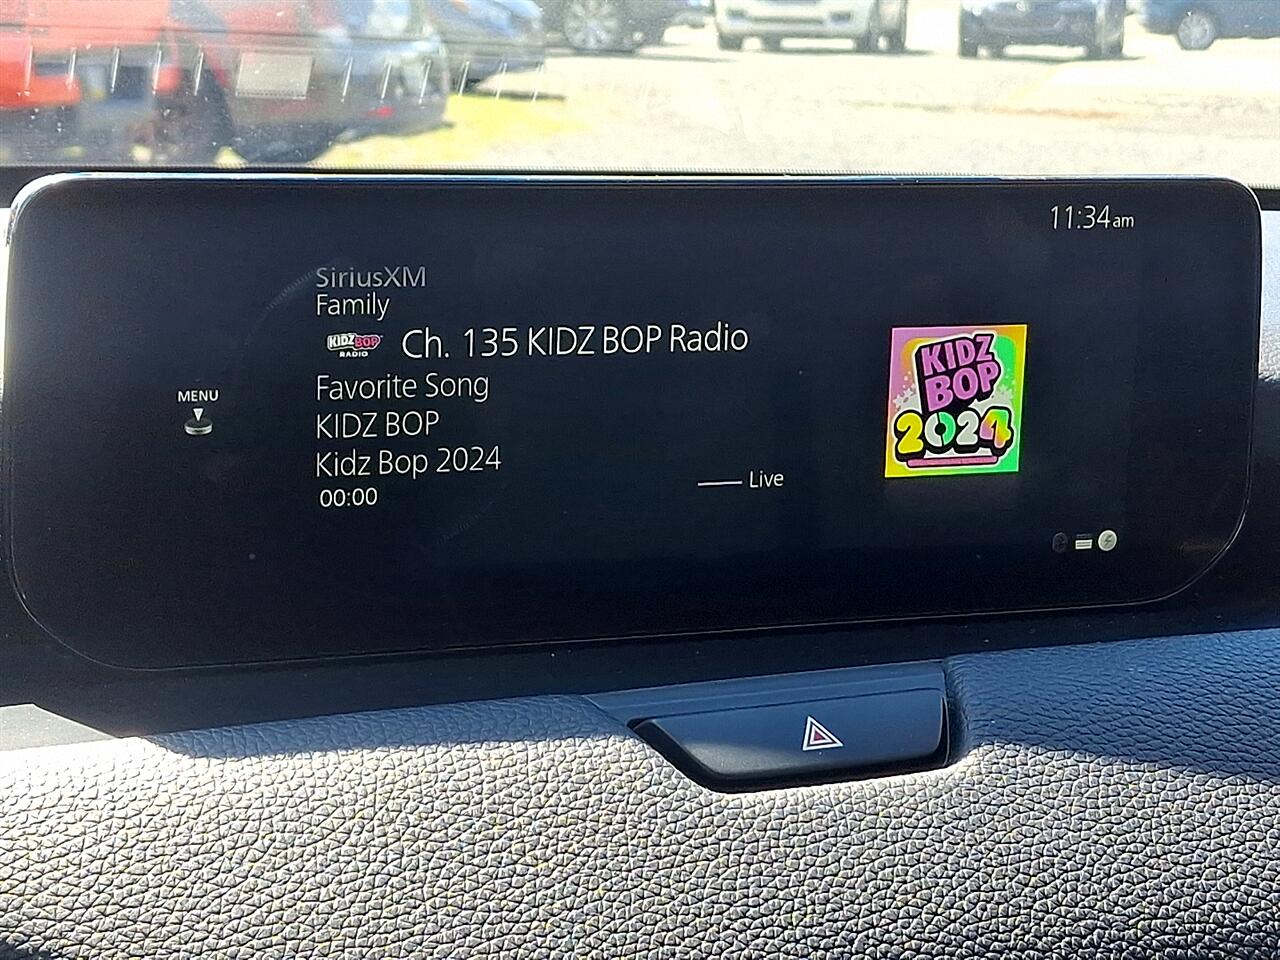 11:34am
SiriusXM
Family
KIDZ BOP
RADIO
Ch. 135 KIDZ BOP Radio
Favorite Song
KIDZ BOP
Kidz Bop 2024
00:00
Live
MENU
KIDZ
BOP
2024